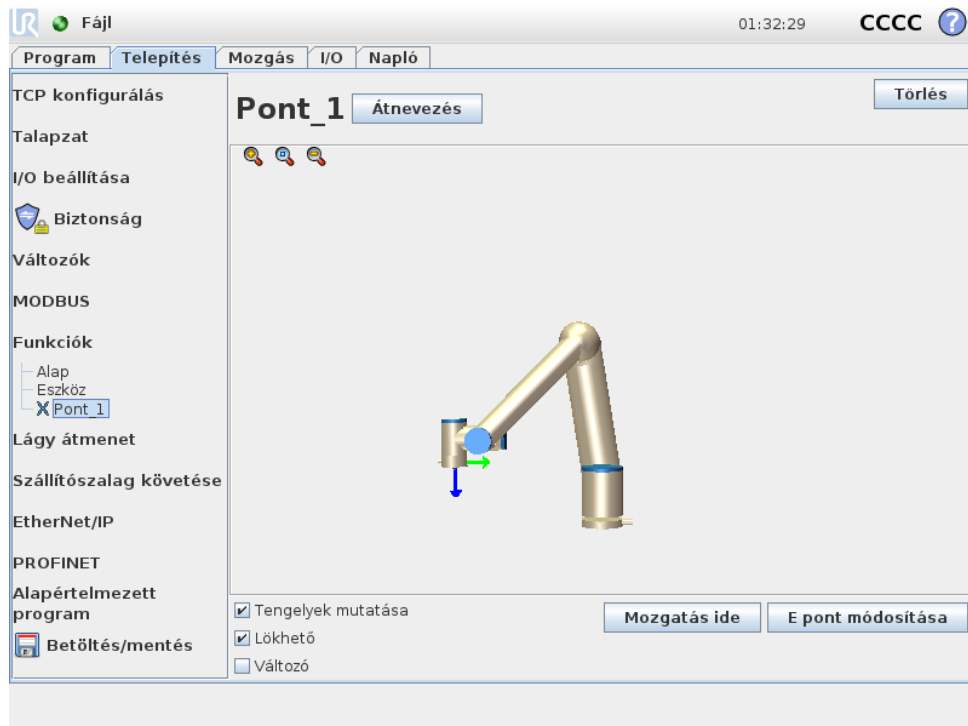 UR Fájl 01:32:29 CCCC ?
Program Telepítés Mozgás I/O Napló
TCP konfigurálás
Talapzat
I/O beállítása
Biztonság
Változók
MODBUS
Funkciók
Alap
Eszköz
Pont_1
Lágy átmenet
Szállítószalag követése
EtherNet/IP
PROFINET
Alapértelmezett
program
Betöltés/mentés
Pont_1 Átnevezés Törlés
Tengelyek mutatása
Lökhető
Változó
Mozgatás ide E pont módosítása